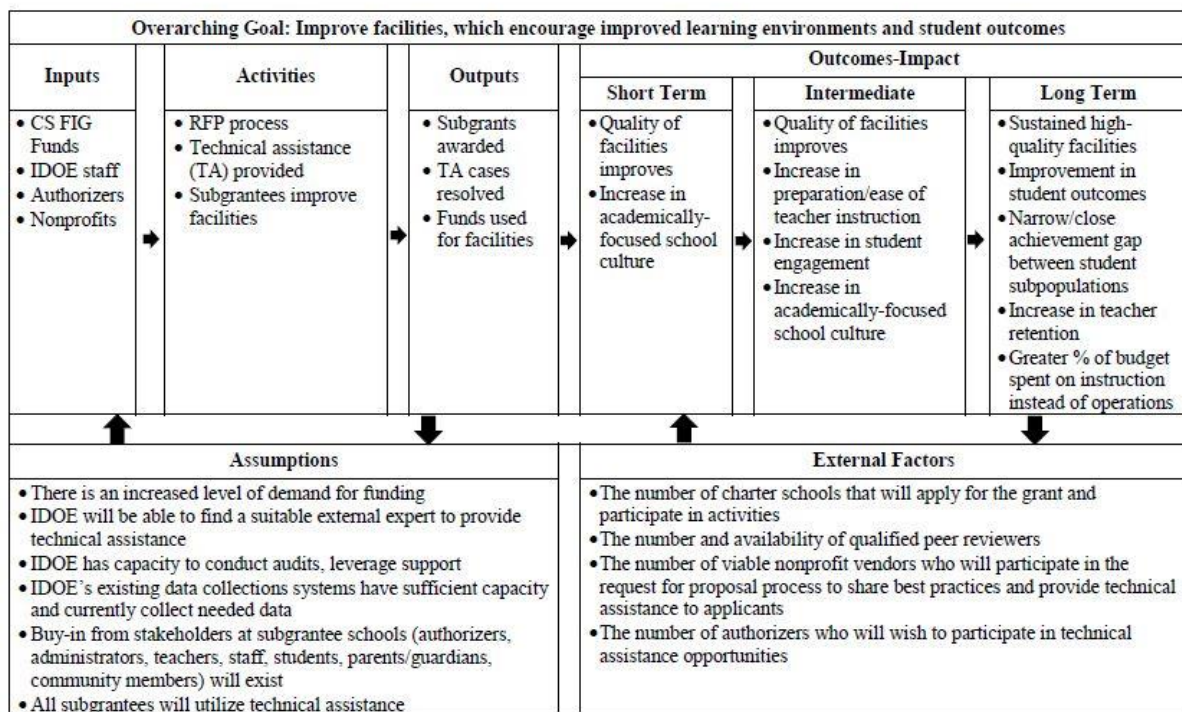 Overarching Goal: Improve facilities, which encourage improved learning environments and student outcomes
Inputs
Activities
Outputs
Outcomes-Impact
Short Term
Intermediate
Long Term
• CS FIG
Funds
• IDOE staff
• Authorizers
• Nonprofits
• RFP process
• Technical assistance
(TA) provided
• Subgrantees improve
facilities
• Subgrants
awarded
• TA cases
resolved
• Funds used
for facilities
• Quality of
facilities
improves
• Increase in
academically-
focused school
culture
• Quality of facilities
improves
• Increase in
preparation/ease of
teacher instruction
• Increase in student
engagement
• Increase in
academically-focused
school culture
• Sustained high-
quality facilities
• Improvement in
student outcomes
• Narrow/close
achievement gap
between student
subpopulations
• Increase in teacher
retention
• Greater % of budget
spent on instruction
instead of operations
Assumptions
• There is an increased level of demand for funding
• IDOE will be able to find a suitable external expert to provide
technical assistance
• IDOE has capacity to conduct audits, leverage support
• IDOE's existing data collections systems have sufficient capacity
and currently collect needed data
• Buy-in from stakeholders at subgrantee schools (authorizers,
administrators, teachers, staff, students, parents/guardians,
community members) will exist
• All subgrantees will utilize technical assistance
External Factors
• The number of charter schools that will apply for the grant and
participate in activities
• The number and availability of qualified peer reviewers
• The number of viable nonprofit vendors who will participate in the
request for proposal process to share best practices and provide technical
assistance to applicants
• The number of authorizers who will wish to participate in technical
assistance opportunities